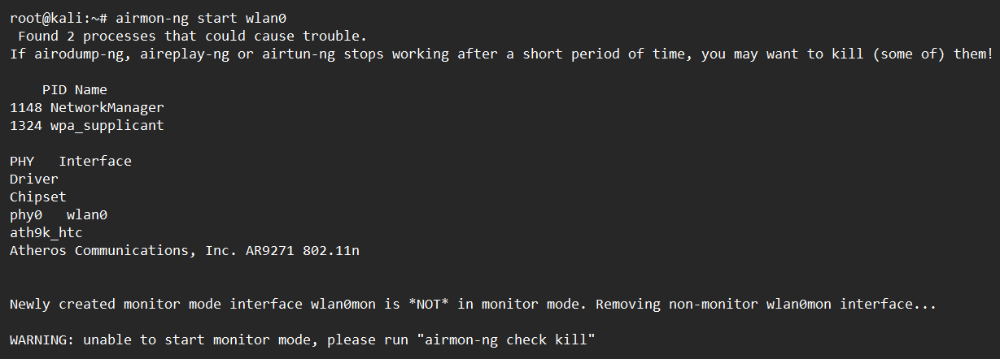 root@kali:~# airmon-ng start wlan0
Found 2 processes that could cause trouble.
If airodump-ng, aireplay-ng or airtun-ng stops working after a short period of time, you may want to kill (some of) them!
PID Name
1148 NetworkManager
1324 wpa_supplicant
PHY Interface
Driver
Chipset
phy0 wlan0
ath9k_htc
Atheros Communications, Inc. AR9271 802.11n
Newly created monitor mode interface wlan0mon is *NOT* in monitor mode. Removing non-monitor wlan0mon interface...
WARNING: unable to start monitor mode, please run "airmon-ng check kill"